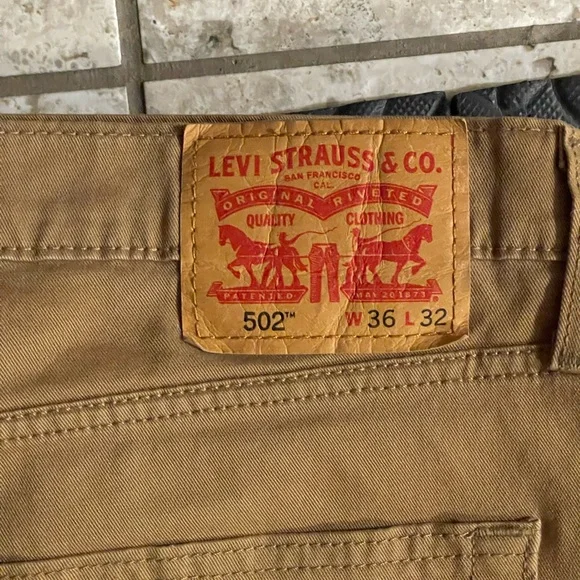 LEVI STRAUSS & CO.
SAN FRANCISCO
CAL.
ORIGINAL RIVETED
QUALITY CLOTHING
PATENTED MAY 20 1873
502™ W 36 L 32